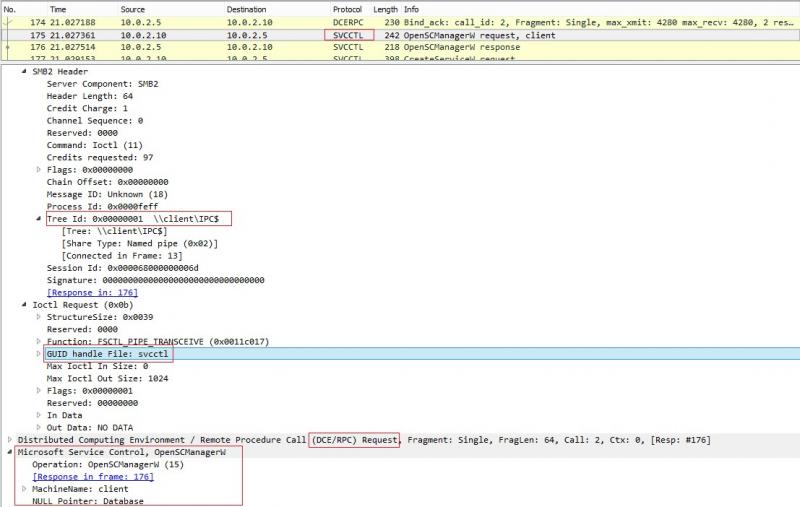 No. Time Source Destination Protocol Length Info
174 21.027188 10.0.2.5 10.0.2.10 DCERPC 230 Bind_ack: call_id: 2, Fragment: Single, max_xmit: 4280 max_recv: 4280, 2 res…
175 21.027361 10.0.2.10 10.0.2.5 SVCCTL 242 OpenSCManagerW request, client
176 21.027514 10.0.2.5 10.0.2.10 SVCCTL 218 OpenSCManagerW response
177 21.029153 10.0.2.10 10.0.2.5 SVCCTL 398 CreateServiceW request
SMB2 Header
Server Component: SMB2
Header Length: 64
Credit Charge: 1
Channel Sequence: 0
Reserved: 0000
Command: Ioctl (11)
Credits requested: 97
Flags: 0x00000000
Chain Offset: 0x00000000
Message ID: Unknown (18)
Process Id: 0x0000feff
Tree Id: 0x00000001 \\client\IPC$
[Tree: \\client\IPC$]
[Share Type: Named pipe (0x02)]
[Connected in Frame: 13]
Session Id: 0x000068000000006d
Signature: 00000000000000000000000000000000
[Response in: 176]
Ioctl Request (0x0b)
StructureSize: 0x0039
Reserved: 0000
Function: FSCTL_PIPE_TRANSCEIVE (0x0011c017)
GUID handle File: svcctl
Max Ioctl In Size: 0
Max Ioctl Out Size: 1024
Flags: 0x00000001
Reserved: 00000000
In Data
Out Data: NO DATA
Distributed Computing Environment / Remote Procedure Call (DCE/RPC) Request, Fragment: Single, FragLen: 64, Call: 2, Ctx: 0, [Resp: #176]
Microsoft Service Control, OpenSCManagerW
Operation: OpenSCManagerW (15)
[Response in frame: 176]
MachineName: client
NULL Pointer: Database